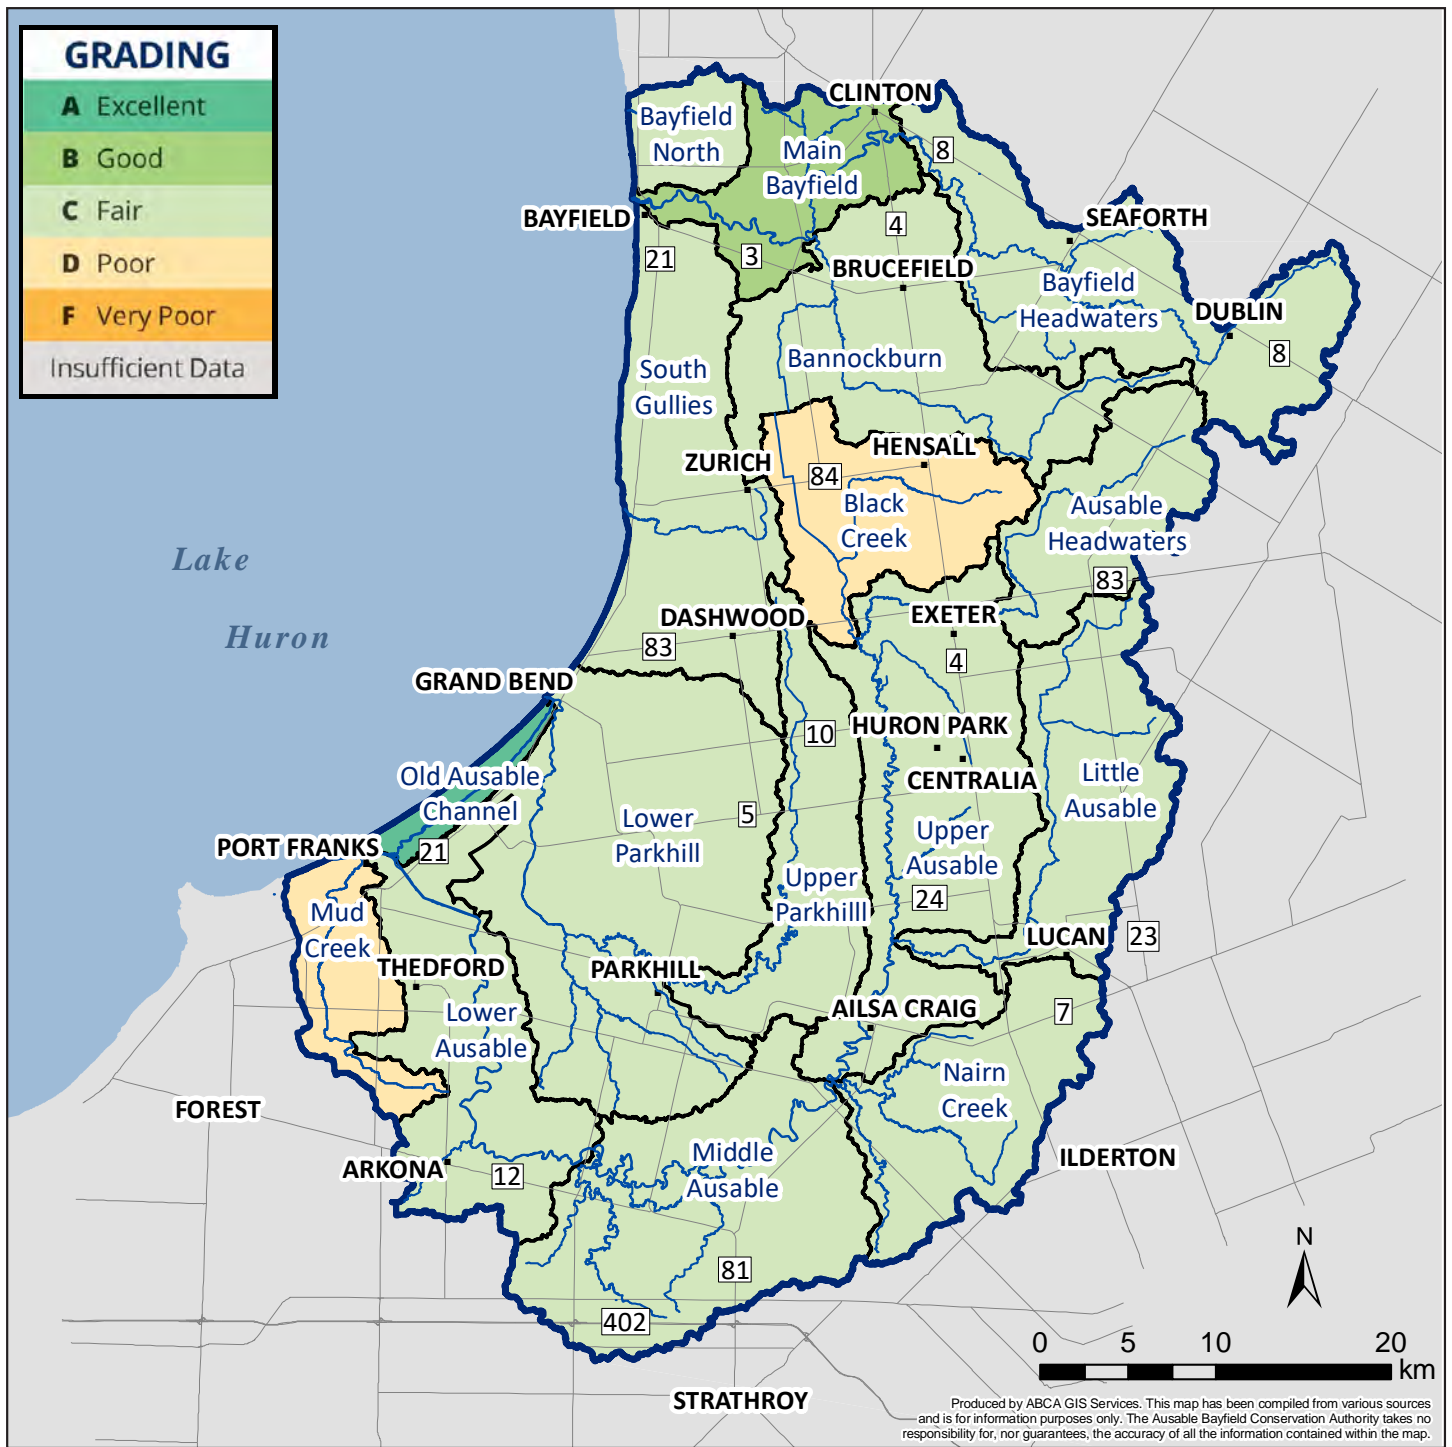 GRADING
A Excellent
B Good
C Fair
D Poor
F Very Poor
Insufficient Data
CLINTON
Bayfield
North
Main
Bayfield
8
BAYFIELD
SEAFORTH
4
21
3
BRUCEFIELD
Bayfield
Headwaters
DUBLIN
8
South
Gullies
Bannockburn
ZURICH
HENSALL
84
Black
Creek
Ausable
Headwaters
Lake
Huron
83
DASHWOOD
EXETER
83
4
GRAND BEND
10
HURON PARK
CENTRALIA
Old Ausable
Channel
Little
Ausable
5
Lower
Parkhill
Upper
Ausable
PORT FRANKS
21
Upper
Parkhilll
24
Mud
Creek
LUCAN
23
THEDFORD
PARKHILL
Lower
Ausable
AILSA CRAIG
7
Nairn
Creek
FOREST
Middle
Ausable
ILDERTON
ARKONA
12
81
402
STRATHROY
N
0 5 10 20
km
Produced by ABCA GIS Services. This map has been compiled from various sources
and is for information purposes only. The Ausable Bayfield Conservation Authority takes no
responsibility for, nor guarantees, the accuracy of all the information contained within the map.